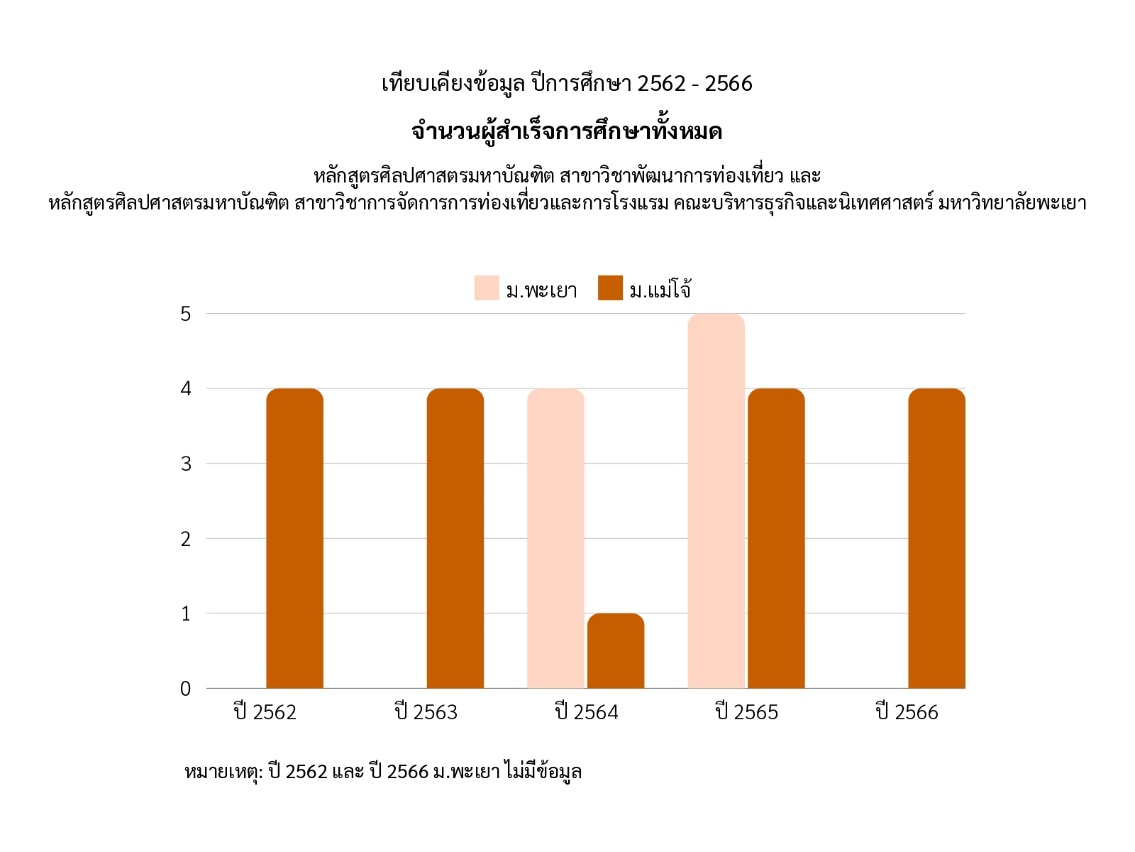 เทียบเคียงข้อมูล ปีการศึกษา 2562 - 2566
จำนวนผู้สำเร็จการศึกษาทั้งหมด
หลักสูตรศิลปศาสตรมหาบัณฑิต สาขาวิชาพัฒนาการท่องเที่ยว และ
หลักสูตรศิลปศาสตรมหาบัณฑิต สาขาวิชาการจัดการการท่องเที่ยวและการโรงแรม คณะบริหารธุรกิจและนิเทศศาสตร์ มหาวิทยาลัยพะเยา
ม.พะเยา ม.แม่โจ้
5
4
3
2
1
0
ปี 2562 ปี 2563 ปี 2564 ปี 2565 ปี 2566
หมายเหตุ: ปี 2562 และ ปี 2566 ม.พะเยา ไม่มีข้อมูล